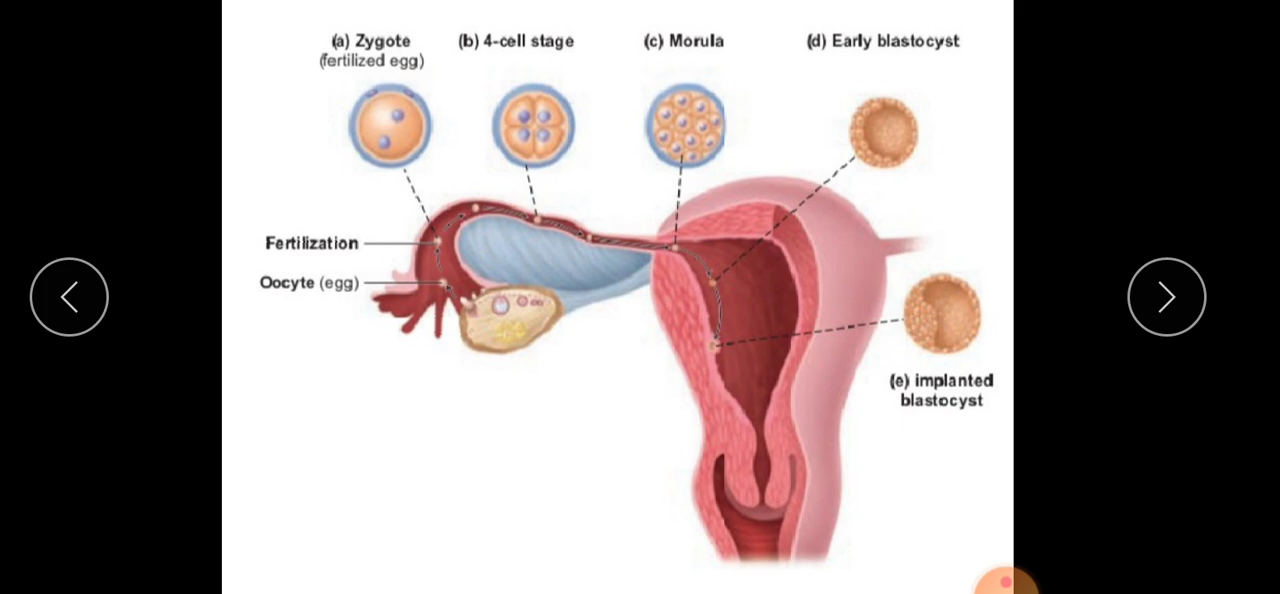 (a) Zygote
(fertilized egg)
(b) 4-cell stage
(c) Morula
(d) Early blastocyst
Fertilization
Oocyte (egg)
(e) implanted
blastocyst